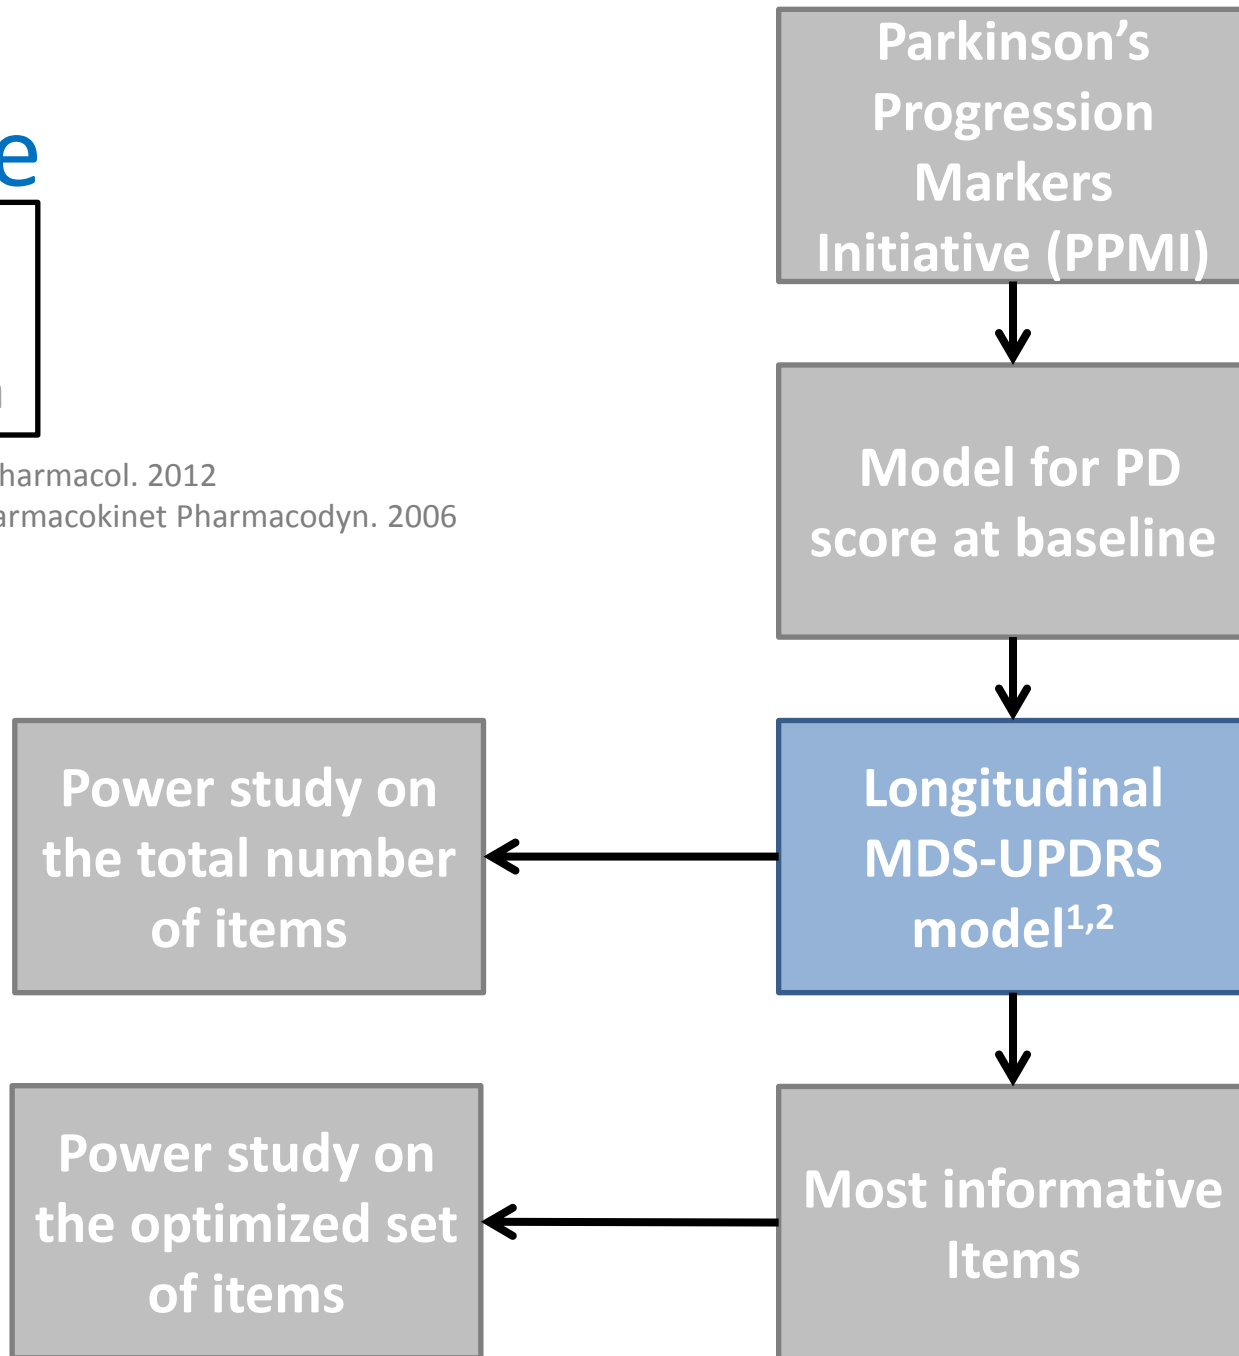 Parkinson's
Progression
Markers
Initiative (PPMI)
Pharmacol. 2012
Pharmacodyn. 2006
Model for PD
score at baseline
Power study on
the total number
of items
Longitudinal
MDS-UPDRS
model1,2
Power study on
the optimized set
of items
Most informative
Items